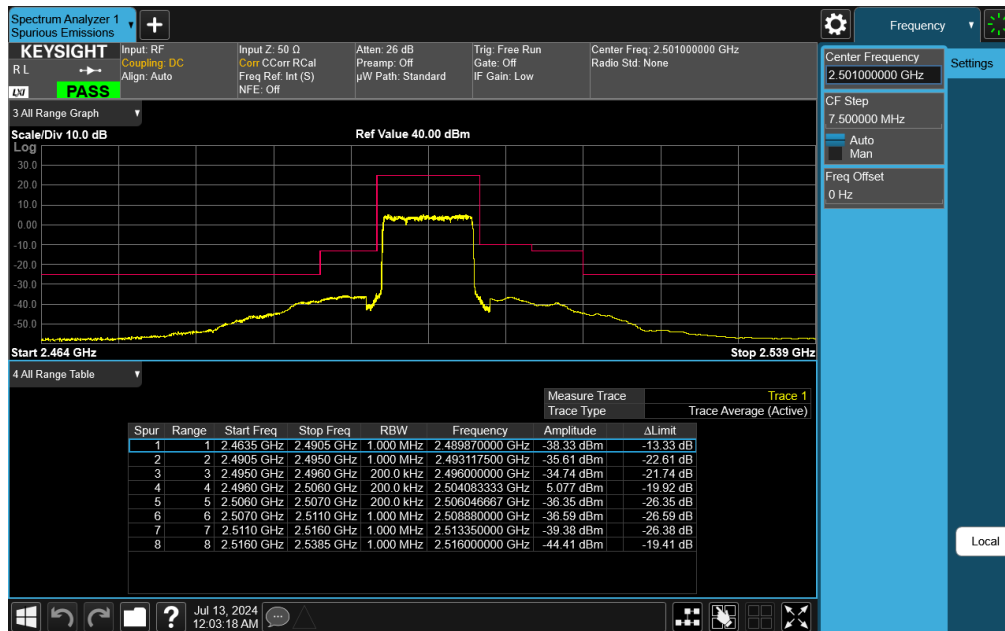 Spectrum Analyzer 1
Spurious Emissions
Frequency
KEYSIGHT
R L
LXI
PASS
Input: RF
Coupling: DC
Align: Auto
Input Z: 50 Ω
Corr CCorr RCal
Freq Ref: Int (S)
NFE: Off
Atten: 26 dB
Preamp: Off
µW Path: Standard
Trig: Free Run
Gate: Off
IF Gain: Low
Center Freq: 2.501000000 GHz
Radio Std: None
Center Frequency
2.501000000 GHz
Settings
CF Step
7.500000 MHz
Auto
Man
Freq Offset
0 Hz
3 All Range Graph
Scale/Div 10.0 dB
Ref Value 40.00 dBm
Log
30.0
20.0
10.0
0.00
-10.0
-20.0
-30.0
-40.0
-50.0
Start 2.464 GHz
Stop 2.539 GHz
4 All Range Table
Measure Trace Trace 1
Trace Type Trace Average (Active)
Spur Range Start Freq Stop Freq RBW Frequency Amplitude ΔLimit
1 1 2.4635 GHz 2.4905 GHz 1.000 MHz 2.489870000 GHz -38.33 dBm -13.33 dB
2 2 2.4905 GHz 2.4950 GHz 1.000 MHz 2.493117500 GHz -35.61 dBm -22.61 dB
3 3 2.4950 GHz 2.4960 GHz 200.0 kHz 2.496000000 GHz -34.74 dBm -21.74 dB
4 4 2.4960 GHz 2.5060 GHz 200.0 kHz 2.504083333 GHz 5.077 dBm -19.92 dB
5 5 2.5060 GHz 2.5070 GHz 200.0 kHz 2.506046667 GHz -36.35 dBm -26.35 dB
6 6 2.5070 GHz 2.5110 GHz 1.000 MHz 2.508880000 GHz -36.59 dBm -26.59 dB
7 7 2.5110 GHz 2.5160 GHz 1.000 MHz 2.513350000 GHz -39.38 dBm -26.38 dB
8 8 2.5160 GHz 2.5385 GHz 1.000 MHz 2.516000000 GHz -44.41 dBm -19.41 dB
Local
?
Jul 13, 2024
12:03:18 AM